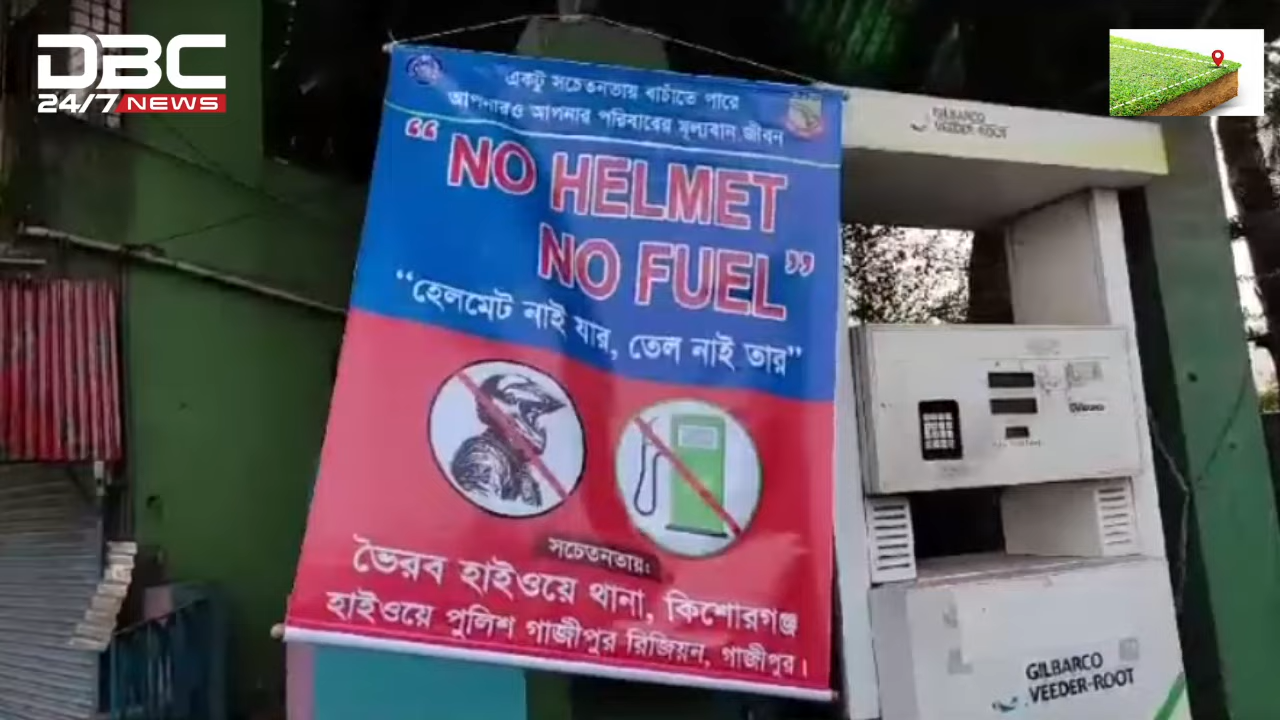 DBC
24/7 NEWS
একটু সচেতনতায় বাচাঁতে পারে
আপনারও আপনার পরিবারের মূল্যবান জীবন
“NO HELMET
NO FUEL”
“হেলমেট নাই যার, তেল নাই তার”
সচেতনতায়ঃ
ভৈরব হাইওয়ে থানা, কিশোরগঞ্জ
হাইওয়ে পুলিশ গাজীপুর রিজিয়ন, গাজীপুর।
GILBARCO
VEEDER-ROOT
GILBARCO
VEEDER-ROOT